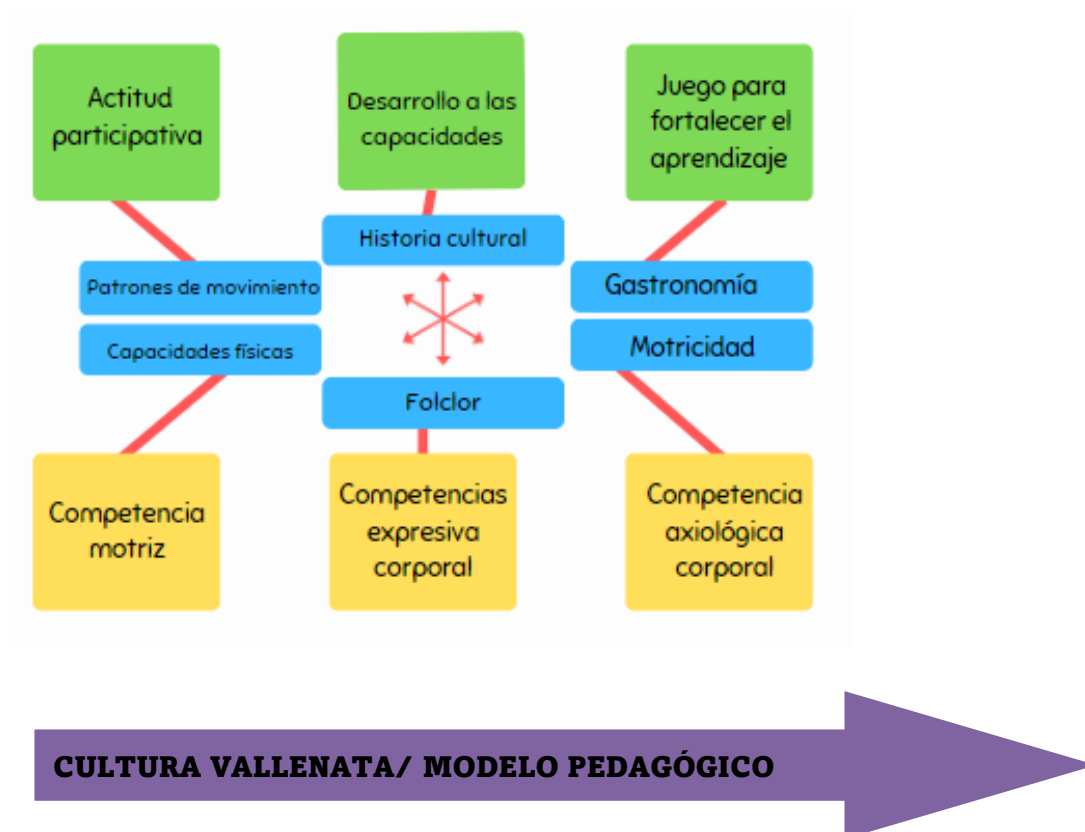 Actitud
participativa
Desarrollo a las
capacidades
Juego para
fortalecer el
aprendizaje
Historia cultural
Patrones de movimiento
Gastronomía
Capacidades físicas
Motricidad
Folclor
Competencia
motriz
Competencias
expresiva
corporal
Competencia
axiológica
corporal
CULTURA VALLENATA/ MODELO PEDAGÓGICO